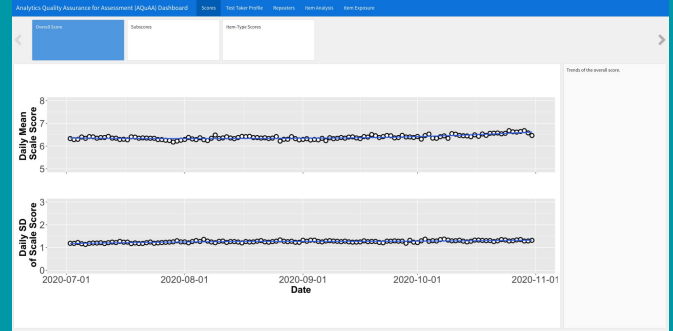 Analytics Quality Assurance for Assessment (AQuAA) Dashboard Scores Test Taker Profile Repeaters Item Analysis Item Exposure
Overall Score Subscores Item-Type Scores
Trends of the overall score.
Daily Mean
Scale Score
8
7
6
5
Daily SD
of Scale Score
3
2
1
0
2020-07-01 2020-08-01 2020-09-01 2020-10-01 2020-11-01
Date